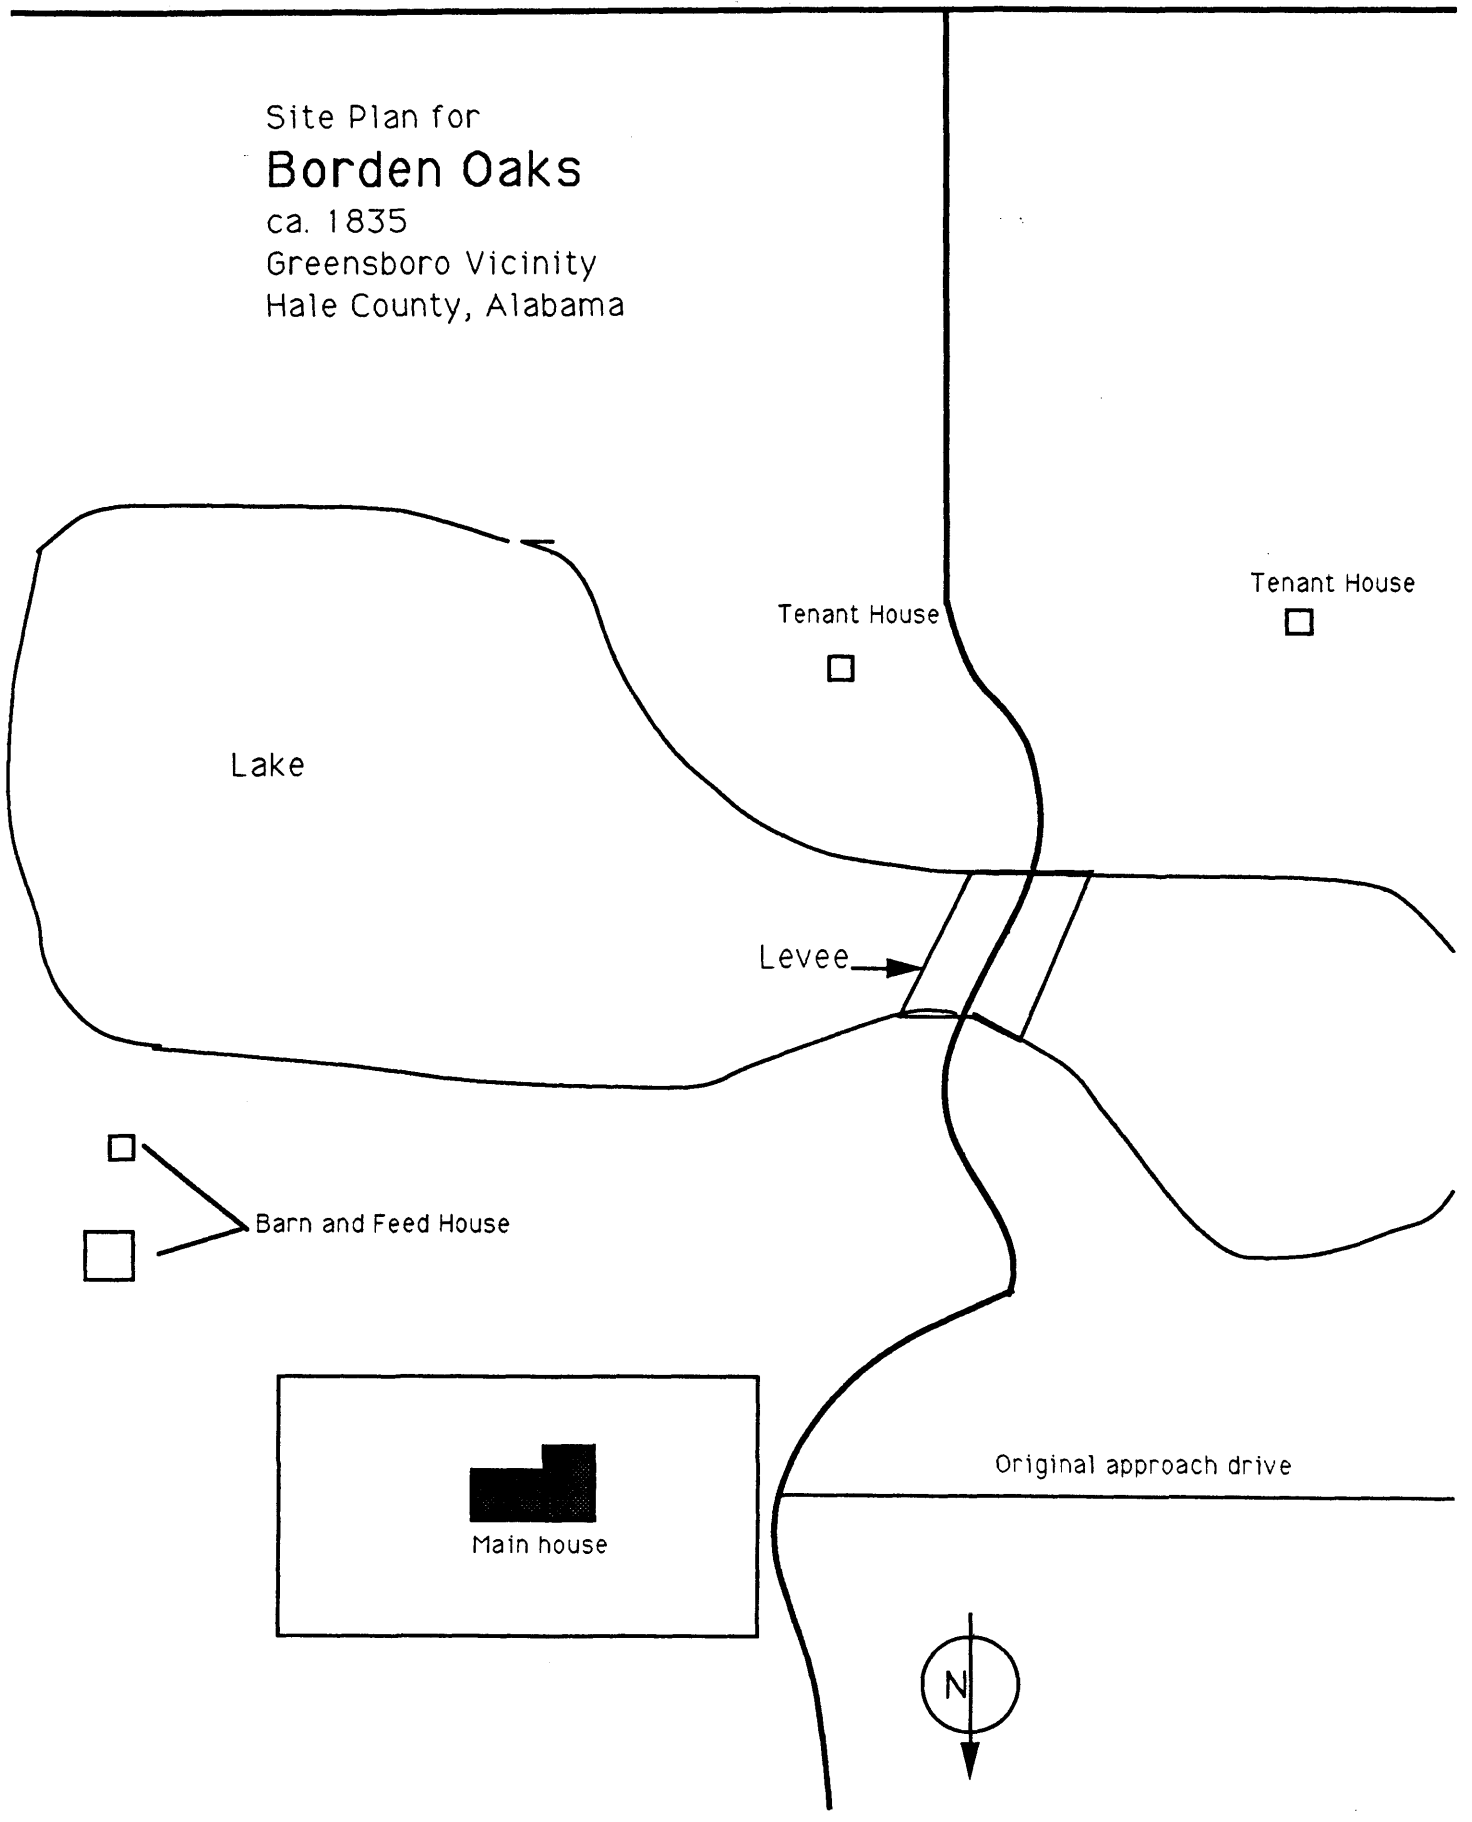 Site Plan for
Borden Oaks
ca. 1835
Greensboro Vicinity
Hale County, Alabama
Tenant House
Tenant House
Lake
Levee
Barn and Feed House
Original approach drive
Main house
N